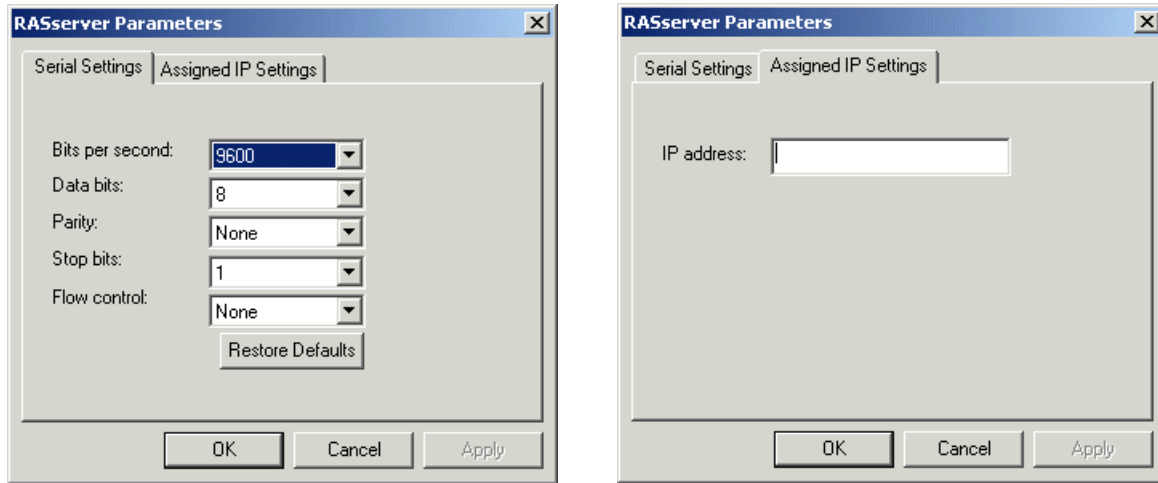 RASserver Parameters
Serial Settings Assigned IP Settings
Bits per second: 9600
Data bits: 8
Parity: None
Stop bits: 1
Flow control: None
Restore Defaults
OK Cancel Apply
RASserver Parameters
Serial Settings Assigned IP Settings
IP address:
OK Cancel Apply